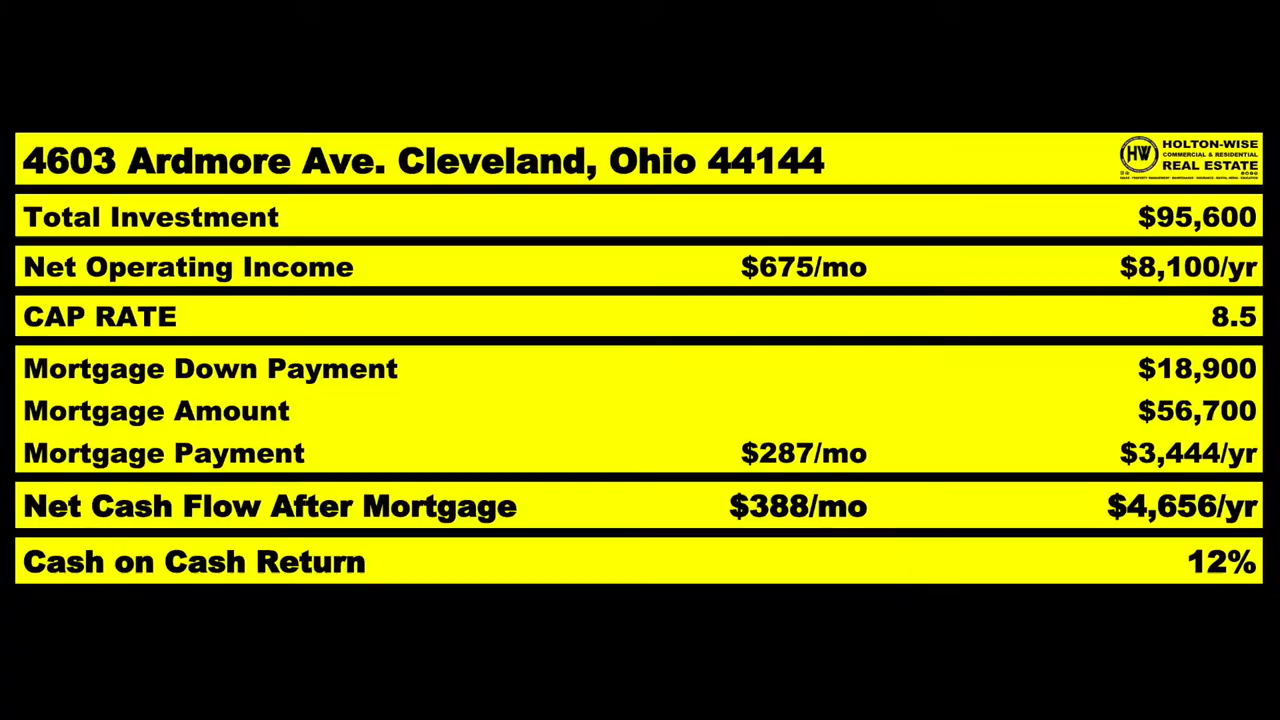 4603 Ardmore Ave. Cleveland, Ohio 44144
HW
HOLTON-WISE
COMMERCIAL & RESIDENTIAL
REAL ESTATE
Total Investment $95,600
Net Operating Income $675/mo $8,100/yr
CAP RATE 8.5
Mortgage Down Payment $18,900
Mortgage Amount $56,700
Mortgage Payment $287/mo $3,444/yr
Net Cash Flow After Mortgage $388/mo $4,656/yr
Cash on Cash Return 12%